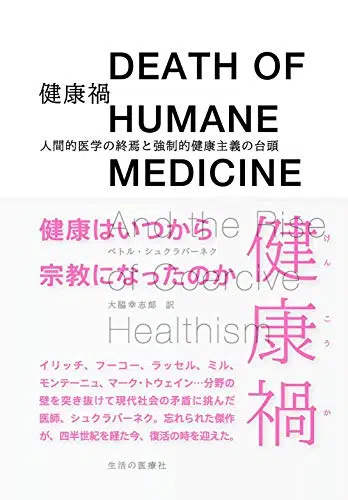 DEATH OF
健康禍
HUMANE
人間的医学の終焉と強制的健康主義の台頭
MEDICINE
And the Rise
健康はいつから
ペトル・シュクラバーネク
宗教になったのか
of Coercive
大脇幸志郎 訳
Healthism
健康禍
けんこうか
イリッチ、フーコー、ラッセル、ミル、
モンテーニュ、マーク・トウェイン…分野の
壁を突き抜けて現代社会の矛盾に挑んだ
医師、シュクラバーネク。忘れられた傑作
が、四半世紀を経た今、復活の時を迎えた。
生活の医療社